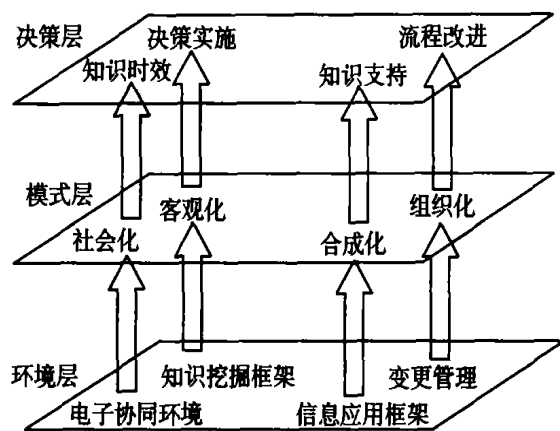 决策层
决策实施
流程改进
知识时效
知识支持
模式层
客观化
组织化
社会化
合成化
环境层
知识挖掘框架
变更管理
电子协同环境
信息应用框架